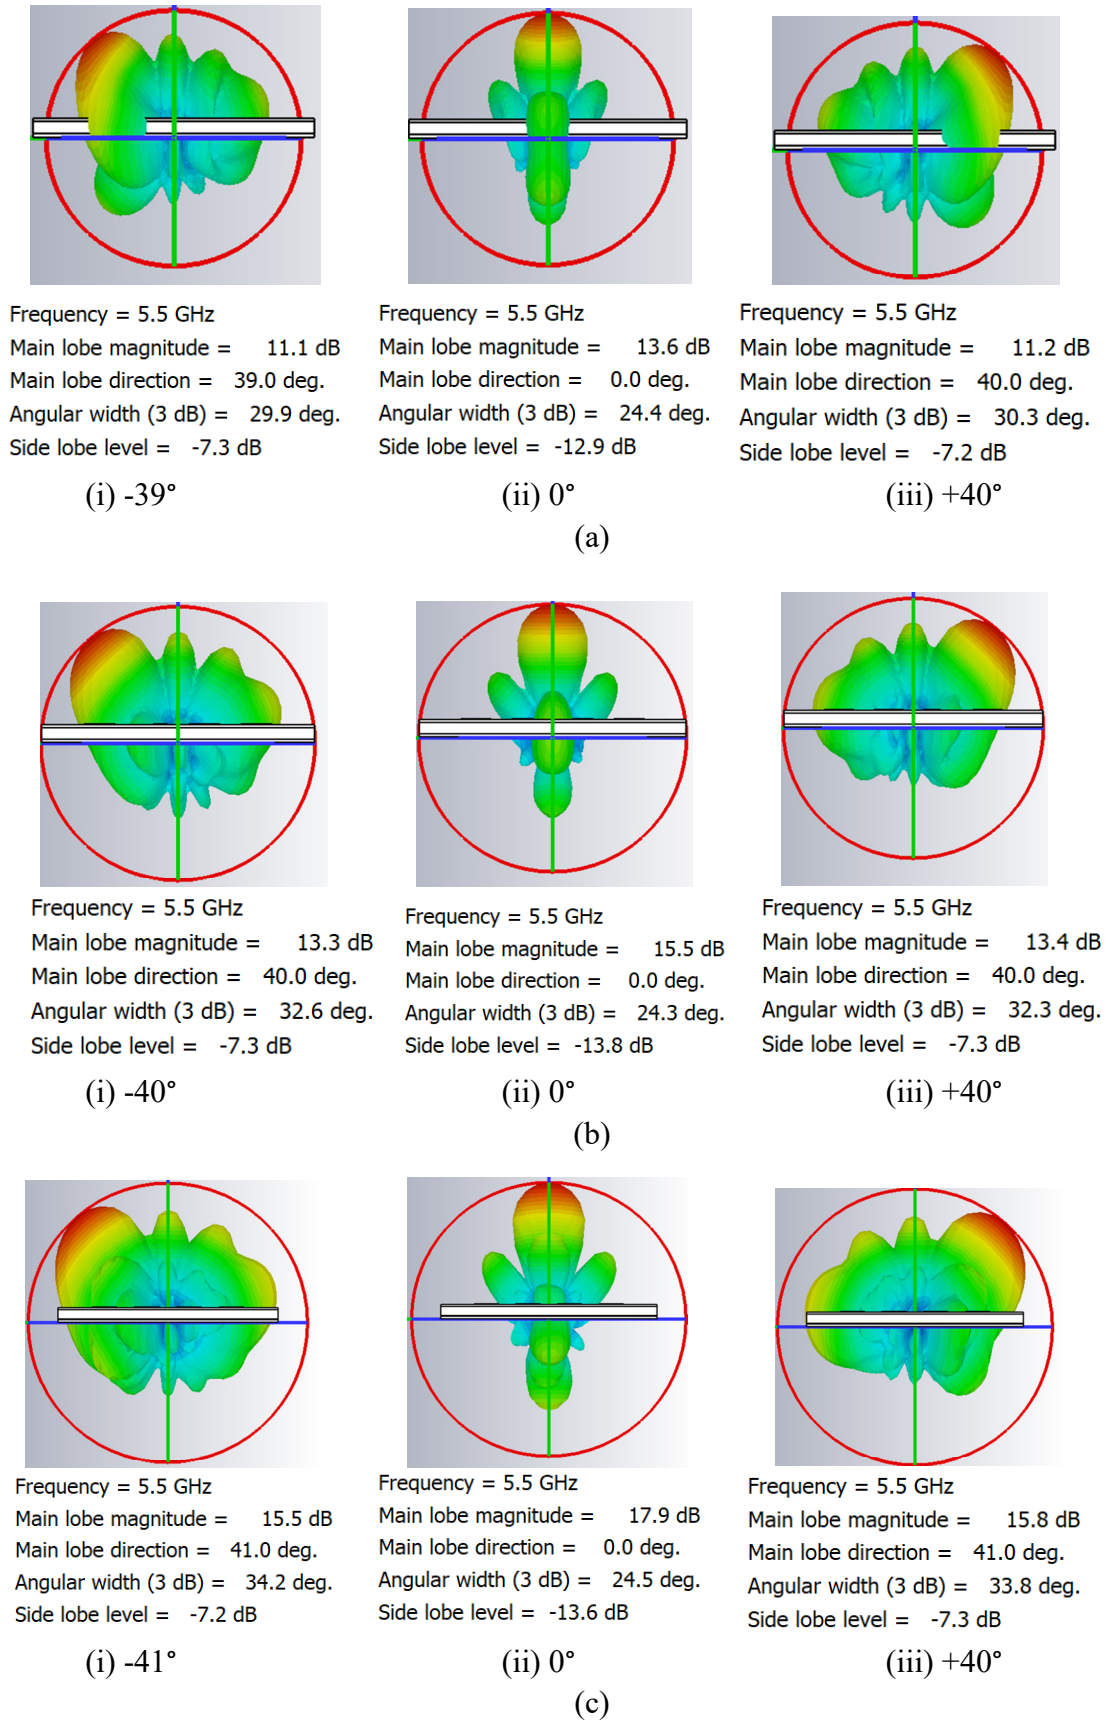 Frequency = 5.5 GHz
Main lobe magnitude = 11.1 dB
Main lobe direction = 39.0 deg.
Angular width (3 dB) = 29.9 deg.
Side lobe level = -7.3 dB
(i) -39°
Frequency = 5.5 GHz
Main lobe magnitude = 13.6 dB
Main lobe direction = 0.0 deg.
Angular width (3 dB) = 24.4 deg.
Side lobe level = -12.9 dB
(ii) 0°
Frequency = 5.5 GHz
Main lobe magnitude = 11.2 dB
Main lobe direction = 40.0 deg.
Angular width (3 dB) = 30.3 deg.
Side lobe level = -7.2 dB
(iii) +40°
(a)
Frequency = 5.5 GHz
Main lobe magnitude = 13.3 dB
Main lobe direction = 40.0 deg.
Angular width (3 dB) = 32.6 deg.
Side lobe level = -7.3 dB
(i) -40°
Frequency = 5.5 GHz
Main lobe magnitude = 15.5 dB
Main lobe direction = 0.0 deg.
Angular width (3 dB) = 24.3 deg.
Side lobe level = -13.8 dB
(ii) 0°
Frequency = 5.5 GHz
Main lobe magnitude = 13.4 dB
Main lobe direction = 40.0 deg.
Angular width (3 dB) = 32.3 deg.
Side lobe level = -7.3 dB
(iii) +40°
(b)
Frequency = 5.5 GHz
Main lobe magnitude = 15.5 dB
Main lobe direction = 41.0 deg.
Angular width (3 dB) = 34.2 deg.
Side lobe level = -7.2 dB
(i) -41°
Frequency = 5.5 GHz
Main lobe magnitude = 17.9 dB
Main lobe direction = 0.0 deg.
Angular width (3 dB) = 24.5 deg.
Side lobe level = -13.6 dB
(ii) 0°
Frequency = 5.5 GHz
Main lobe magnitude = 15.8 dB
Main lobe direction = 41.0 deg.
Angular width (3 dB) = 33.8 deg.
Side lobe level = -7.3 dB
(iii) +40°
(c)